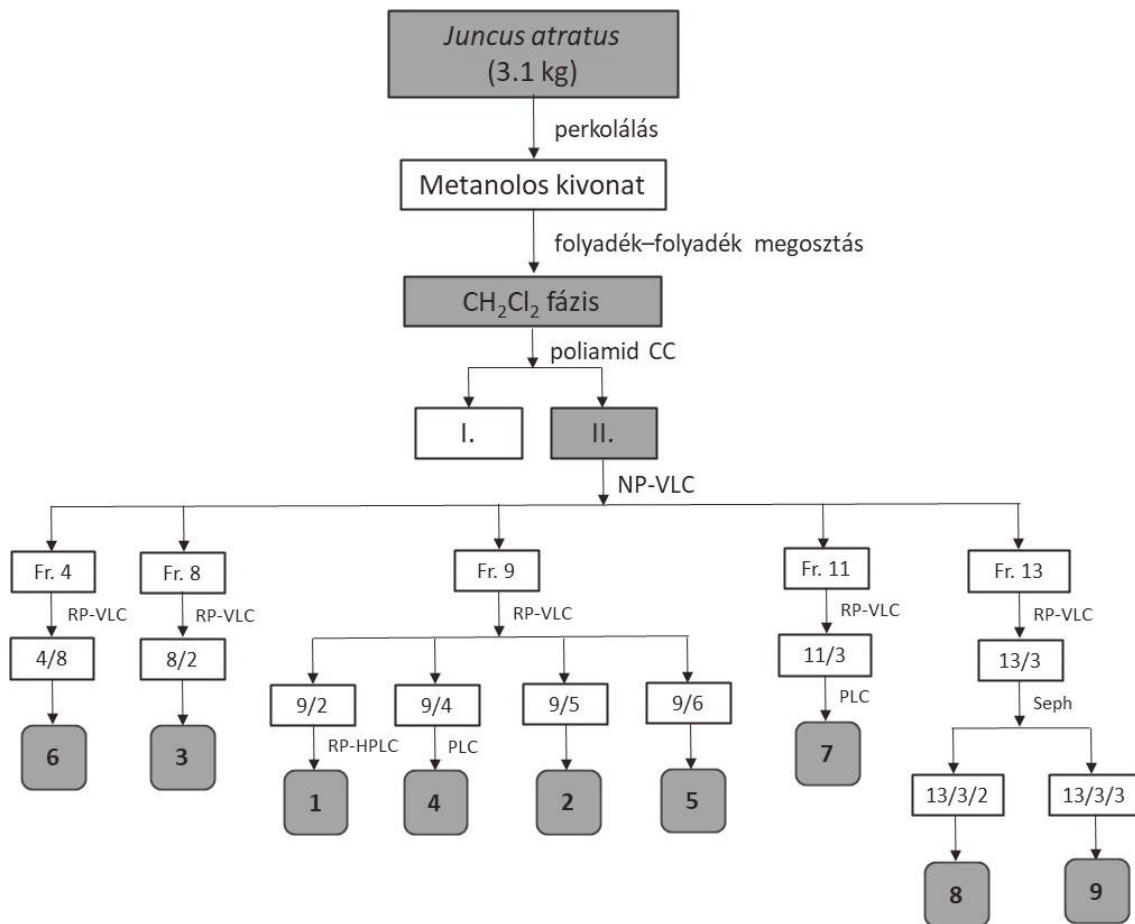 Juncus atratus
(3.1 kg)
perkolálás
Metanolos kivonat
folyadék–folyadék megosztás
CH₂Cl₂ fázis
poliamid CC
I.
II.
NP-VLC
Fr. 4
Fr. 8
Fr. 9
Fr. 11
Fr. 13
RP-VLC
RP-VLC
RP-VLC
RP-VLC
RP-VLC
4/8
8/2
11/3
13/3
9/2
9/4
9/5
9/6
PLC
Seph
6
3
RP-HPLC
PLC
7
1
4
2
5
13/3/2
13/3/3
8
9